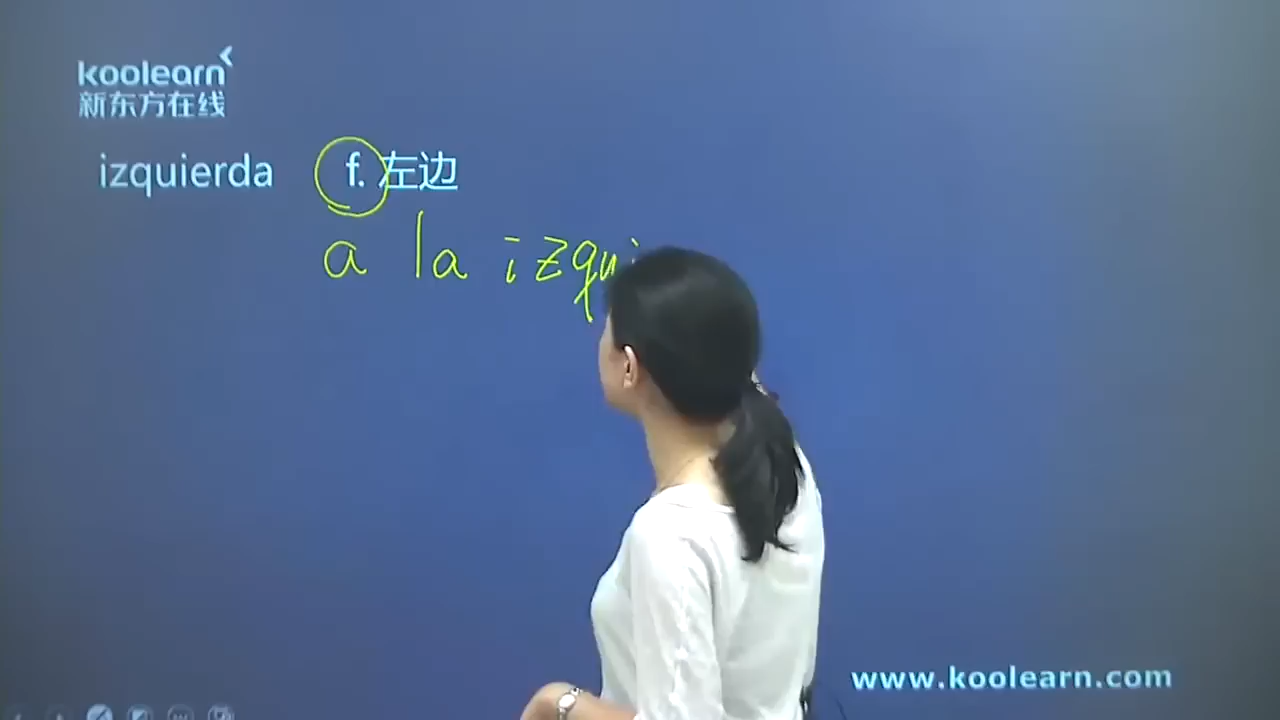 koolearn
新东方在线
izquierda f. 左边
a la izqui
www.koolearn.com